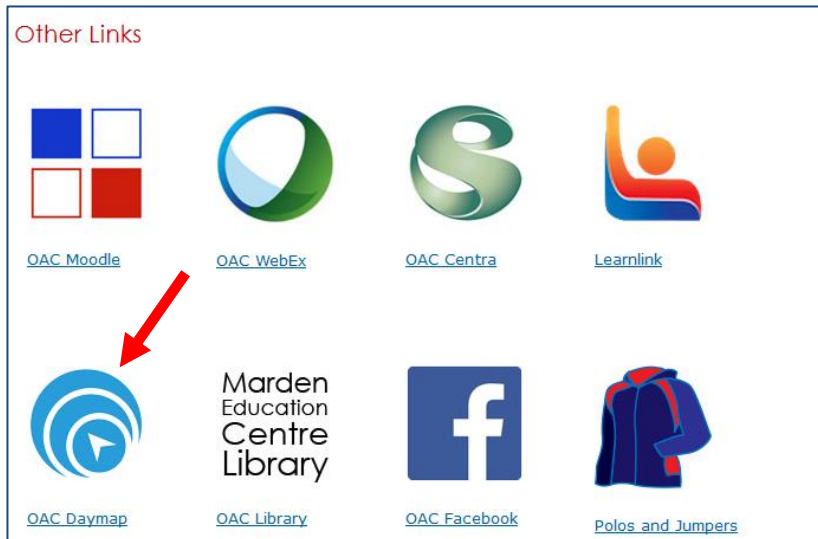 Other Links
OAC Moodle
OAC WebEx
OAC Centra
Learnlink
Marden
Education
Centre
Library
OAC Daymap
OAC Library
OAC Facebook
Polos and Jumpers